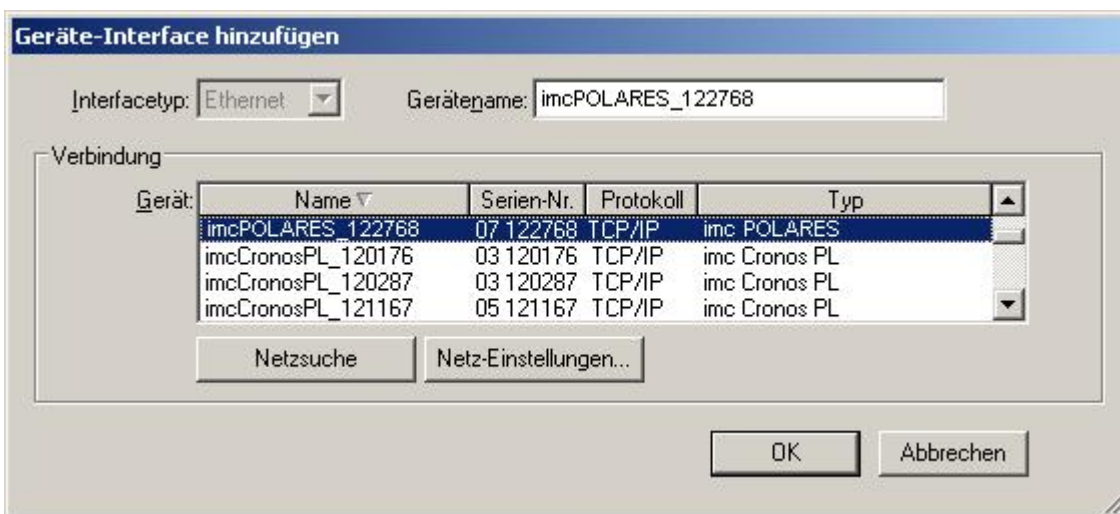 Geräte-Interface hinzufügen
Interfacetyp: Ethernet Gerätename: imcPOLARES_122768
Verbindung
Gerät: Name Serien-Nr. Protokoll Typ
imcPOLARES_122768 07 122768 TCP/IP imc POLARES
imcCronosPL_120176 03 120176 TCP/IP imc Cronos PL
imcCronosPL_120287 03 120287 TCP/IP imc Cronos PL
imcCronosPL_121167 05 121167 TCP/IP imc Cronos PL
Netzsuche Netz-Einstellungen...
OK Abbrechen